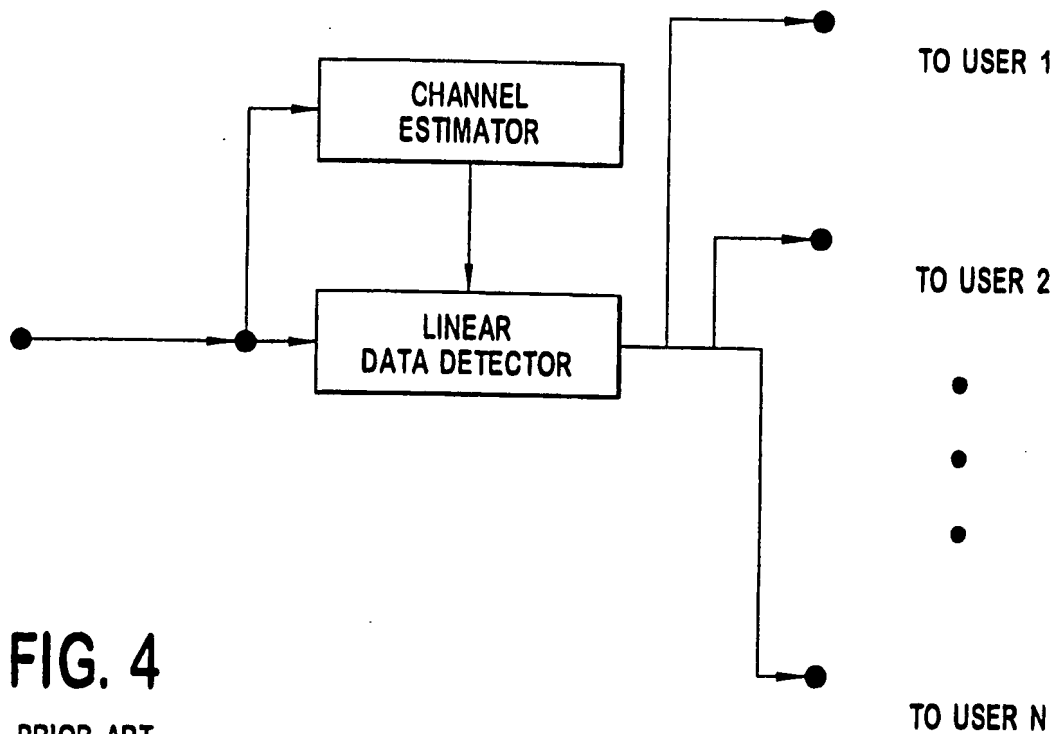 CHANNEL
ESTIMATOR
TO USER 1
TO USER 2
LINEAR
DATA DETECTOR
FIG. 4
PRIOR ART
TO USER N